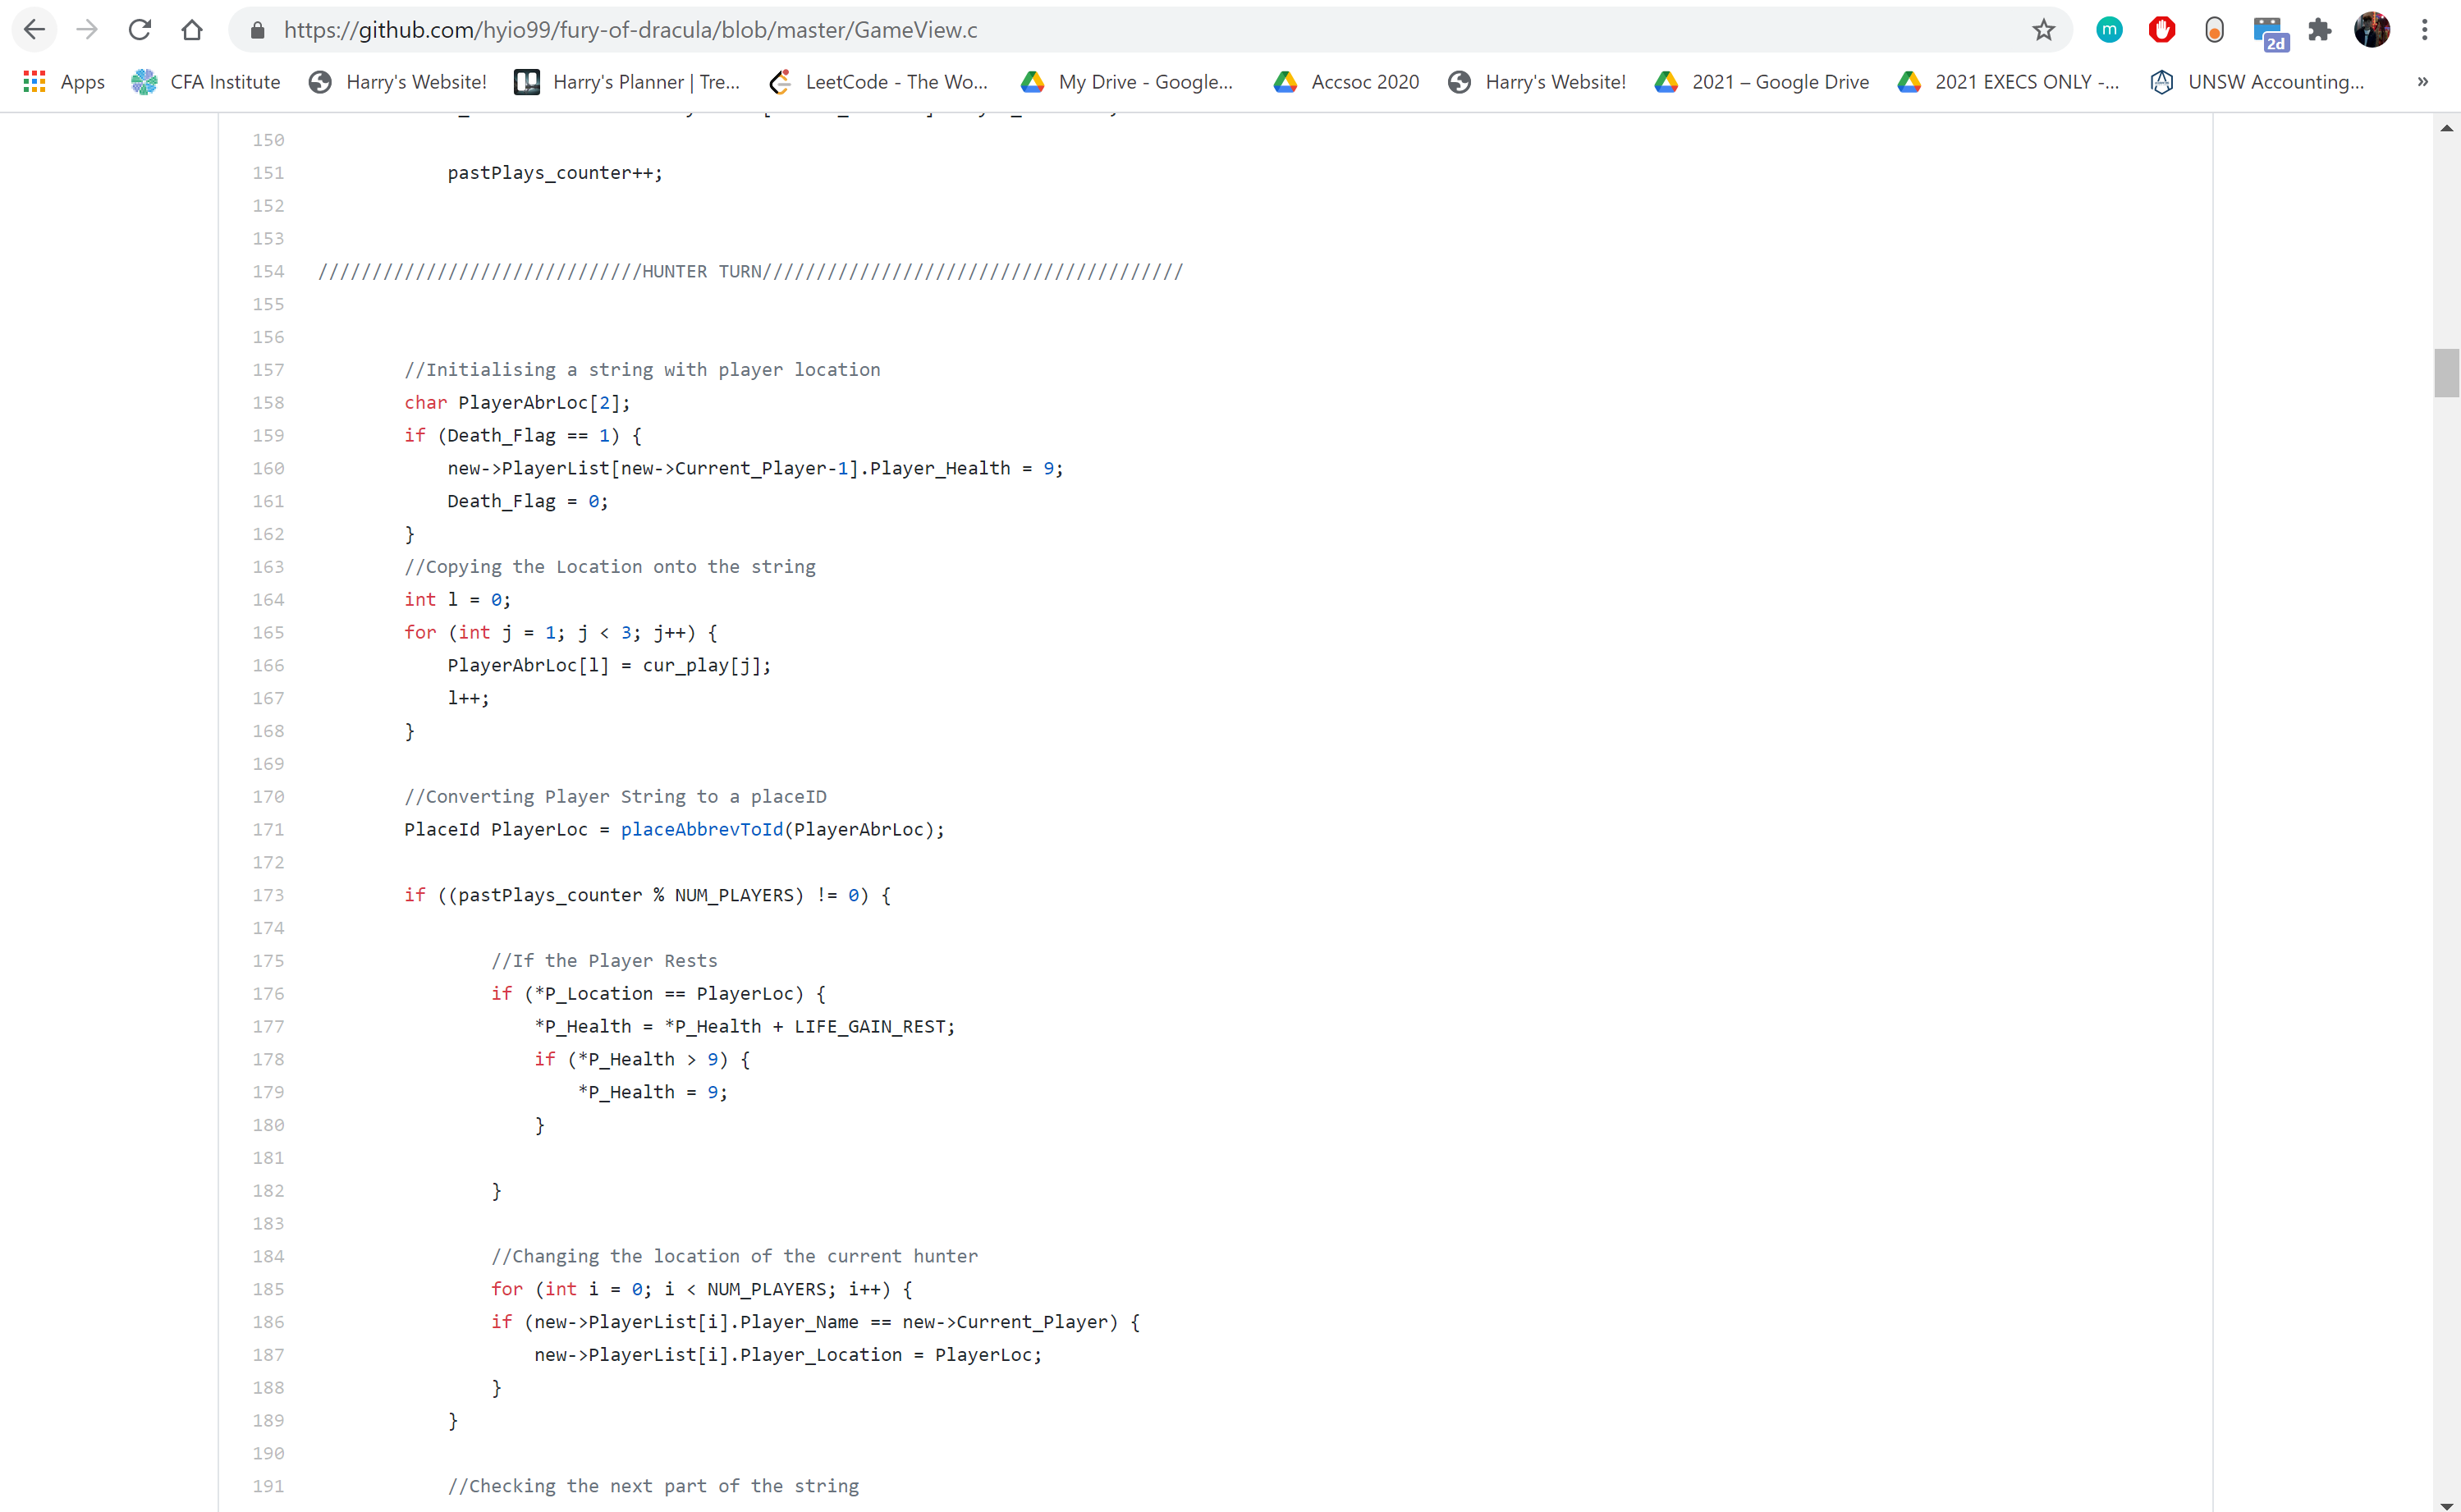 https://github.com/hyio99/fury-of-dracula/blob/master/GameView.c
m
2d
Apps
CFA Institute
Harry's Website!
Harry's Planner | Tre...
LeetCode - The Wo...
My Drive - Google...
Accsoc 2020
Harry's Website!
2021 – Google Drive
2021 EXECS ONLY -...
UNSW Accounting...
»
150
151 pastPlays_counter++;
152
153
154 //////////////////////////////HUNTER TURN///////////////////////////////////////
155
156
157 //Initialising a string with player location
158 char PlayerAbrLoc[2];
159 if (Death_Flag == 1) {
160 new->PlayerList[new->Current_Player-1].Player_Health = 9;
161 Death_Flag = 0;
162 }
163 //Copying the Location onto the string
164 int l = 0;
165 for (int j = 1; j < 3; j++) {
166 PlayerAbrLoc[l] = cur_play[j];
167 l++;
168 }
169
170 //Converting Player String to a placeID
171 PlaceId PlayerLoc = placeAbbrevToId(PlayerAbrLoc);
172
173 if ((pastPlays_counter % NUM_PLAYERS) != 0) {
174
175 //If the Player Rests
176 if (*P_Location == PlayerLoc) {
177 *P_Health = *P_Health + LIFE_GAIN_REST;
178 if (*P_Health > 9) {
179 *P_Health = 9;
180 }
181
182 }
183
184 //Changing the location of the current hunter
185 for (int i = 0; i < NUM_PLAYERS; i++) {
186 if (new->PlayerList[i].Player_Name == new->Current_Player) {
187 new->PlayerList[i].Player_Location = PlayerLoc;
188 }
189 }
190
191 //Checking the next part of the string